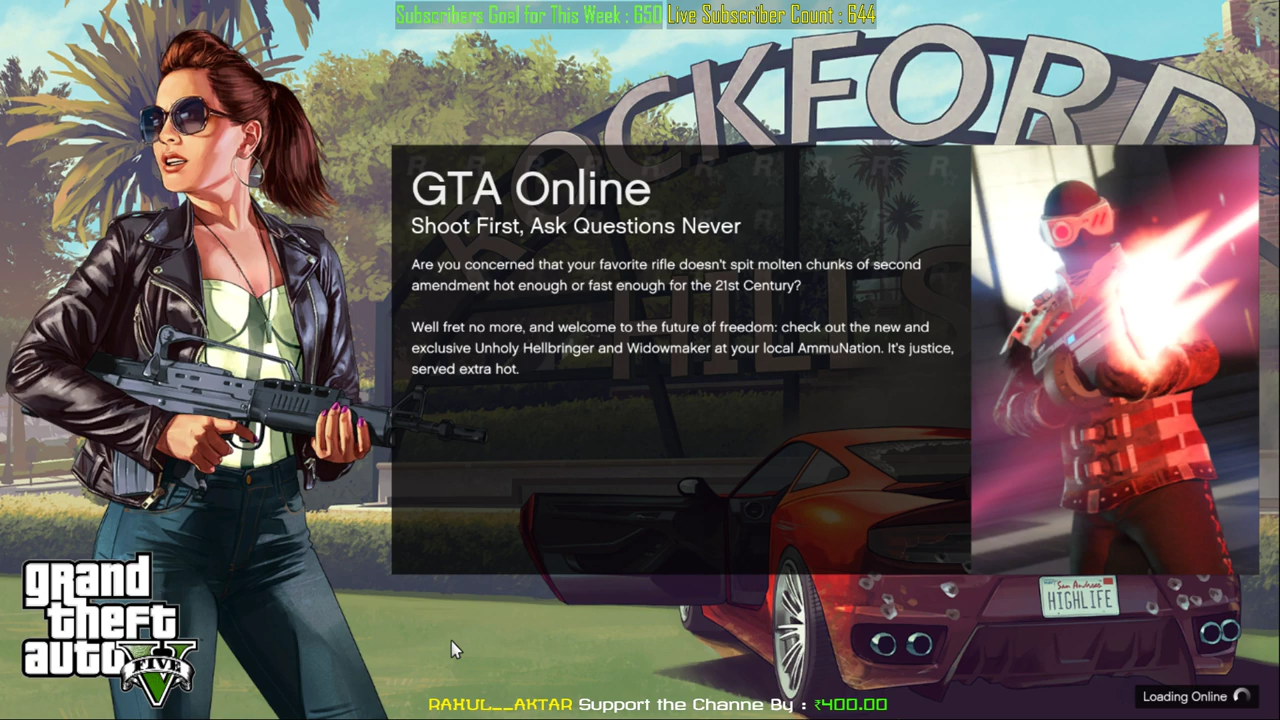 Subscribers Goal for This Week : 650 Live Subscriber Count : 644
ROCKFORD
HILLS
GTA Online
Shoot First, Ask Questions Never
Are you concerned that your favorite rifle doesn't spit molten chunks of second
amendment hot enough or fast enough for the 21st Century?
Well fret no more, and welcome to the future of freedom: check out the new and
exclusive Unholy Hellbringer and Widowmaker at your local AmmuNation. It's justice,
served extra hot.
grand
theft
auto V
FIVE
San Andreas
HIGHLIFE
Loading Online
RAHUL__AKTAR Support the Channe By : ₹400.00